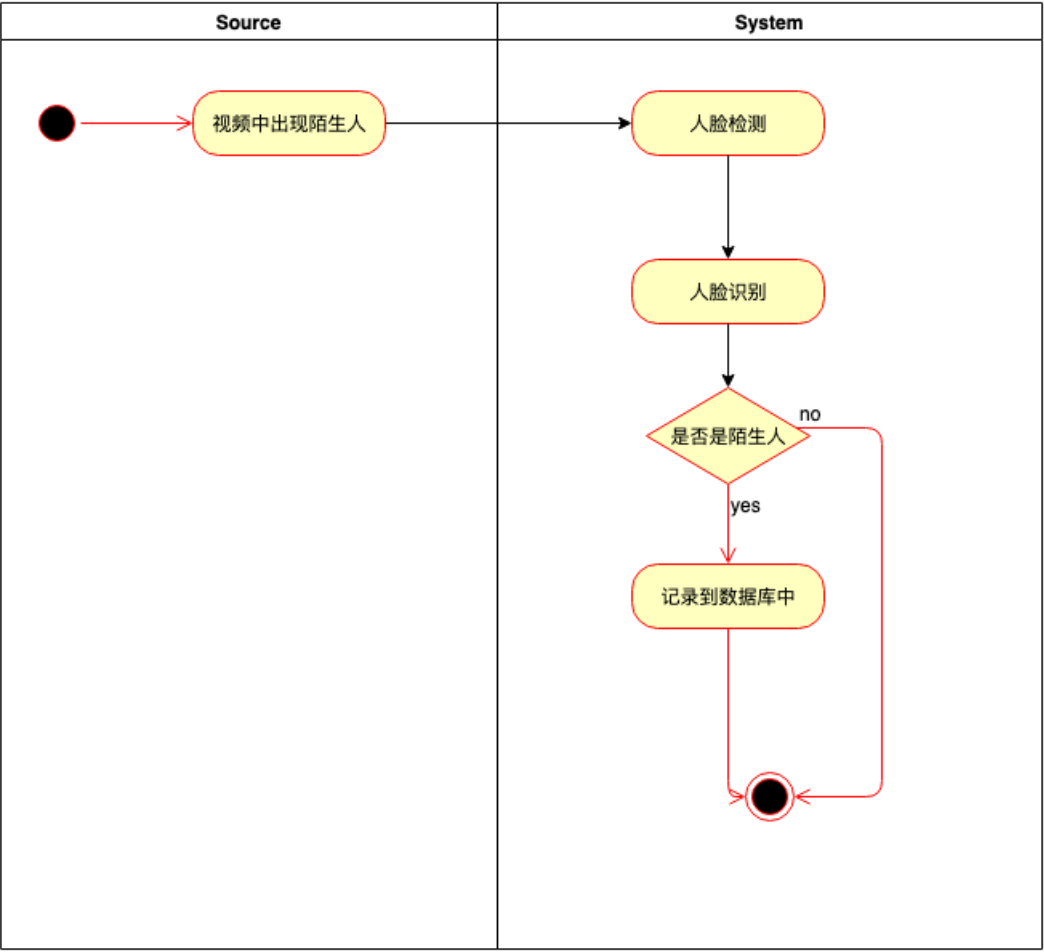 Source
System
视频中出现陌生人
人脸检测
人脸识别
是否是陌生人
no
yes
记录到数据库中